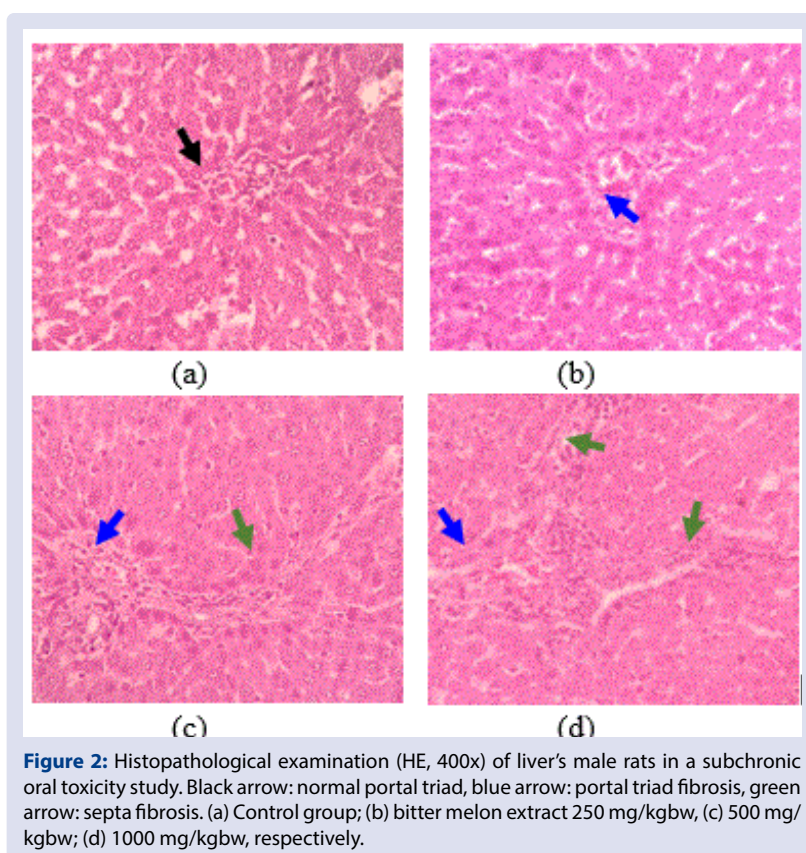 (a)
(b)
(c)
(d)
Figure 2: Histopathological examination (HE, 400x) of liver's male rats in a subchronic
oral toxicity study. Black arrow: normal portal triad, blue arrow: portal triad fibrosis, green
arrow: septa fibrosis. (a) Control group; (b) bitter melon extract 250 mg/kgbw, (c) 500 mg/
kgbw; (d) 1000 mg/kgbw, respectively.